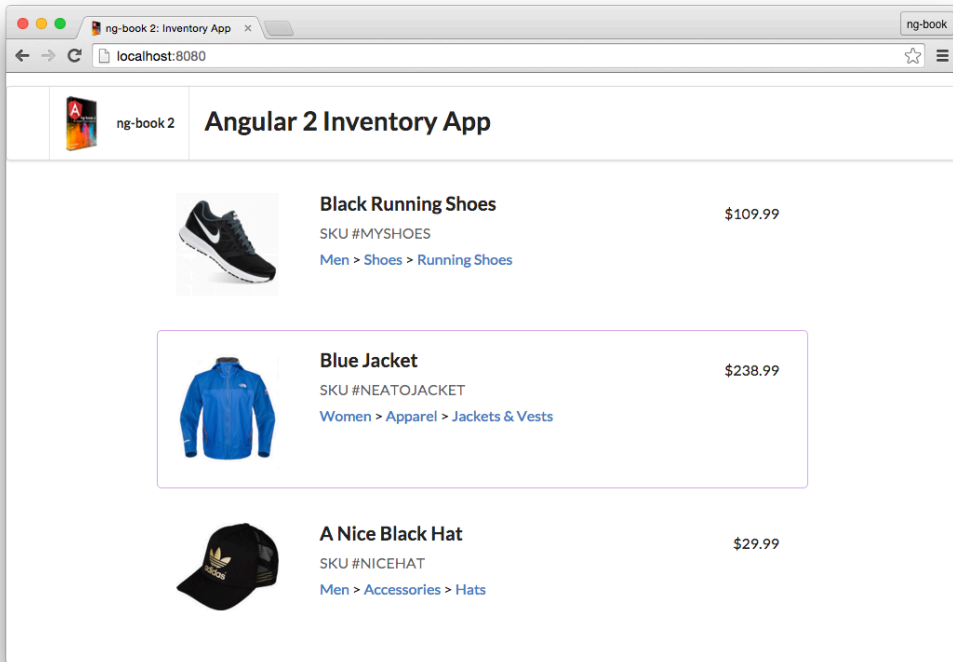 ng-book 2: Inventory App
ng-book
localhost:8080
ng-book 2
Angular 2 Inventory App
Black Running Shoes
$109.99
SKU #MYSHOES
Men > Shoes > Running Shoes
Blue Jacket
$238.99
SKU #NEATOJACKET
Women > Apparel > Jackets & Vests
A Nice Black Hat
$29.99
SKU #NICEHAT
Men > Accessories > Hats
adidas